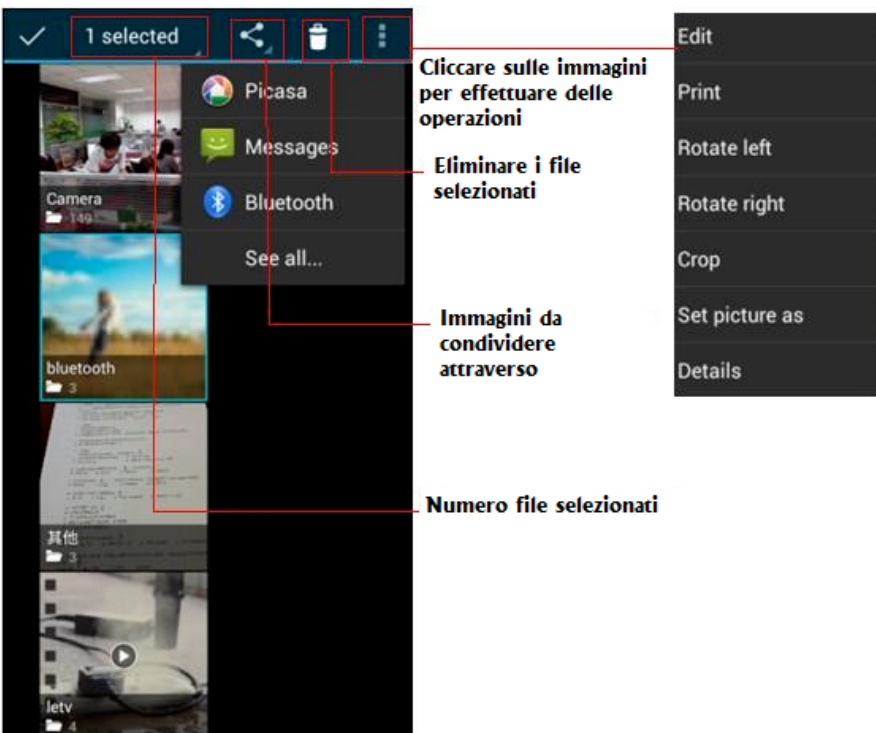 1 selected
Picasa
Messages
Bluetooth
See all...
Camera
149
bluetooth
3
其他
3
letv
4
Cliccare sulle immagini
per effettuare delle
operazioni
Eliminare i file
selezionati
Immagini da
condividere
attraverso
Numero file selezionati
Edit
Print
Rotate left
Rotate right
Crop
Set picture as
Details